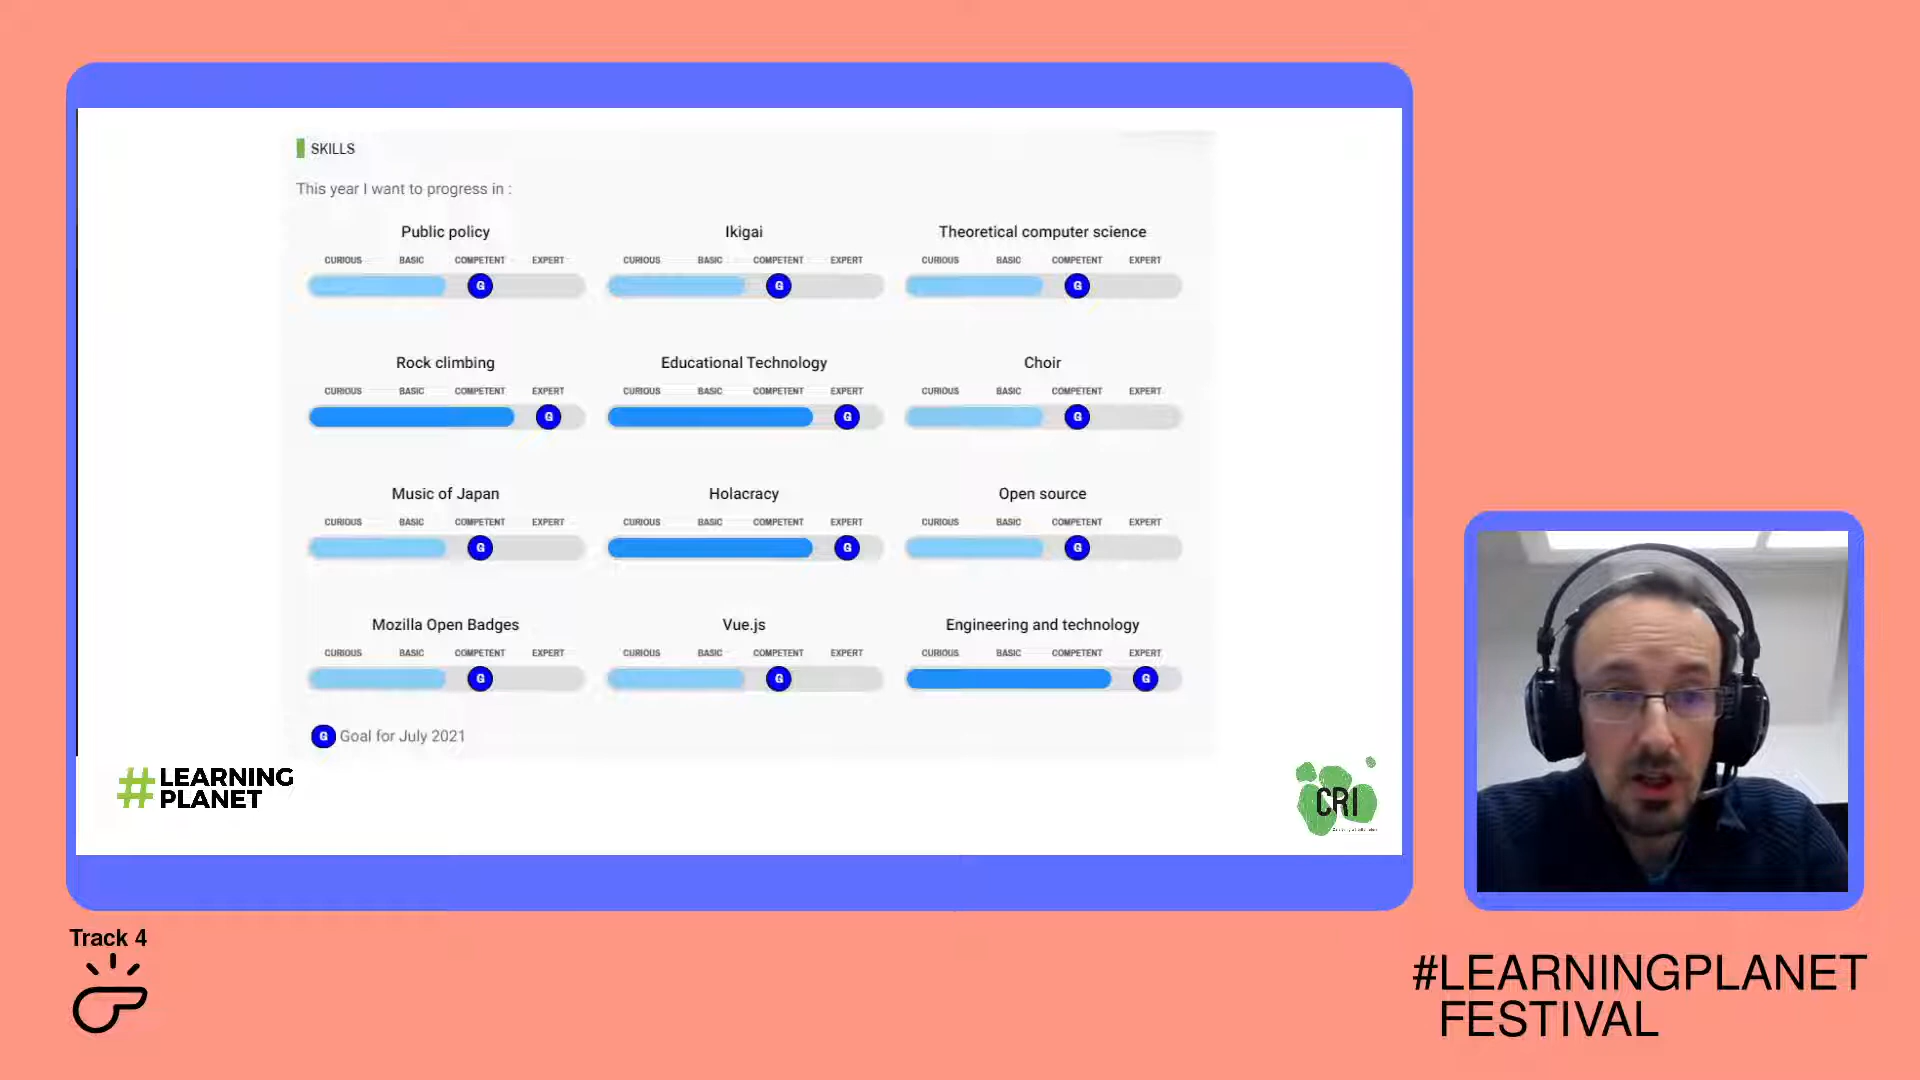 SKILLS
This year I want to progress in :
Public policy
CURIOUS BASIC COMPETENT EXPERT
G
Ikigai
CURIOUS BASIC COMPETENT EXPERT
G
Theoretical computer science
CURIOUS BASIC COMPETENT EXPERT
G
Rock climbing
CURIOUS BASIC COMPETENT EXPERT
G
Educational Technology
CURIOUS BASIC COMPETENT EXPERT
G
Choir
CURIOUS BASIC COMPETENT EXPERT
G
Music of Japan
CURIOUS BASIC COMPETENT EXPERT
G
Holacracy
CURIOUS BASIC COMPETENT EXPERT
G
Open source
CURIOUS BASIC COMPETENT EXPERT
G
Mozilla Open Badges
CURIOUS BASIC COMPETENT EXPERT
G
Vue.js
CURIOUS BASIC COMPETENT EXPERT
G
Engineering and technology
CURIOUS BASIC COMPETENT EXPERT
G
G Goal for July 2021
#LEARNING
PLANET
CRI
Track 4
#LEARNINGPLANET
FESTIVAL